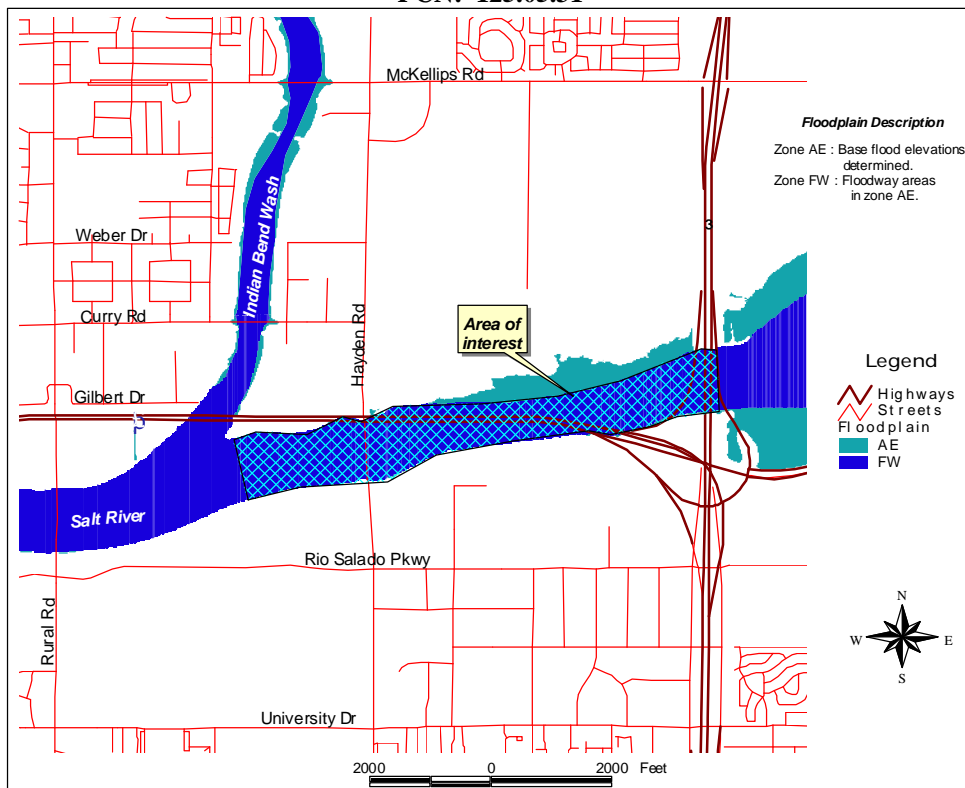 McKellips Rd
Floodplain Description
Zone AE : Base flood elevations
determined.
Zone FW : Floodway areas
in zone AE.
Indian Bend Wash
3
Weber Dr
Curry Rd
Hayden Rd
Area of
interest
Gilbert Dr
Legend
Highways
Streets
Floodplain
AE
FW
Salt River
Rio Salado Pkwy
Rural Rd
N
W
E
S
University Dr
2000 0 2000 Feet